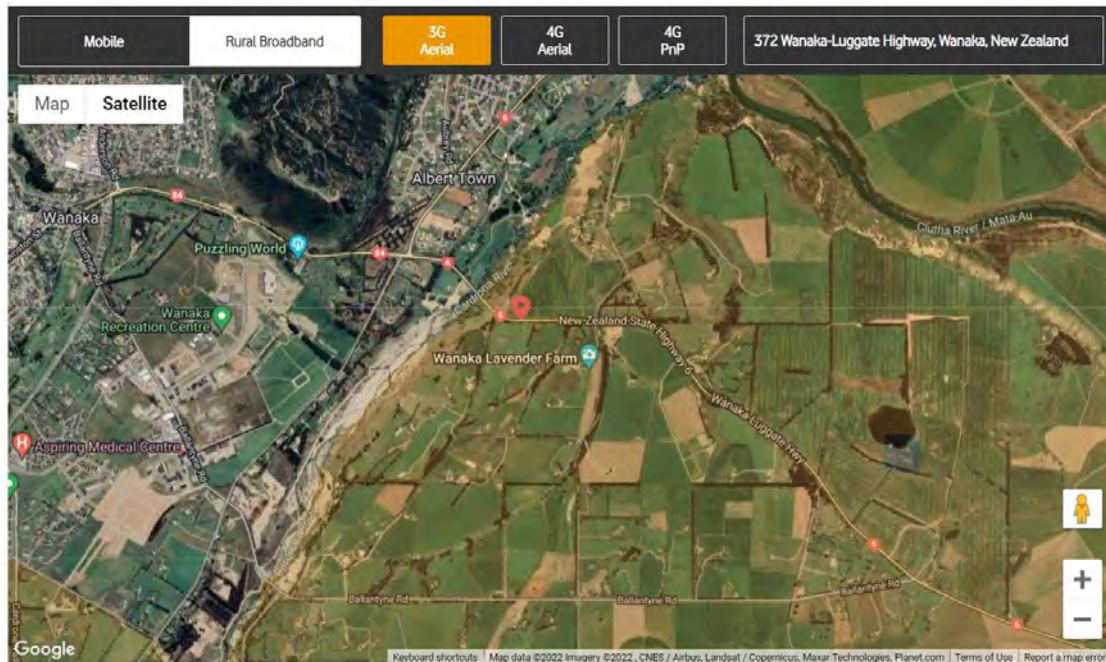 Mobile
Rural Broadband
3G
Aerial
4G
Aerial
4G
PnP
372 Wanaka-Luggate Highway, Wanaka, New Zealand
Map
Satellite
6
Albert Town
84
Wanaka
Puzzling World
84
6
Clutha River / Mata-Au
Wanaka
Recreation Centre
6
New Zealand State Highway 6
Wanaka Lavender Farm
Wanaka-Luggate Hwy
Aspiring Medical Centre
Ballantyne Rd
Ballantyne Rd
6
Ballantyne Rd
Ballantyne Rd
Ballantyne Rd
6
+
−
Google
Keyboard shortcuts
Map data ©2022 Imagery ©2022 , CNES / Airbus, Landsat / Copernicus, Maxar Technologies, Planet.com
Terms of Use
Report a map error